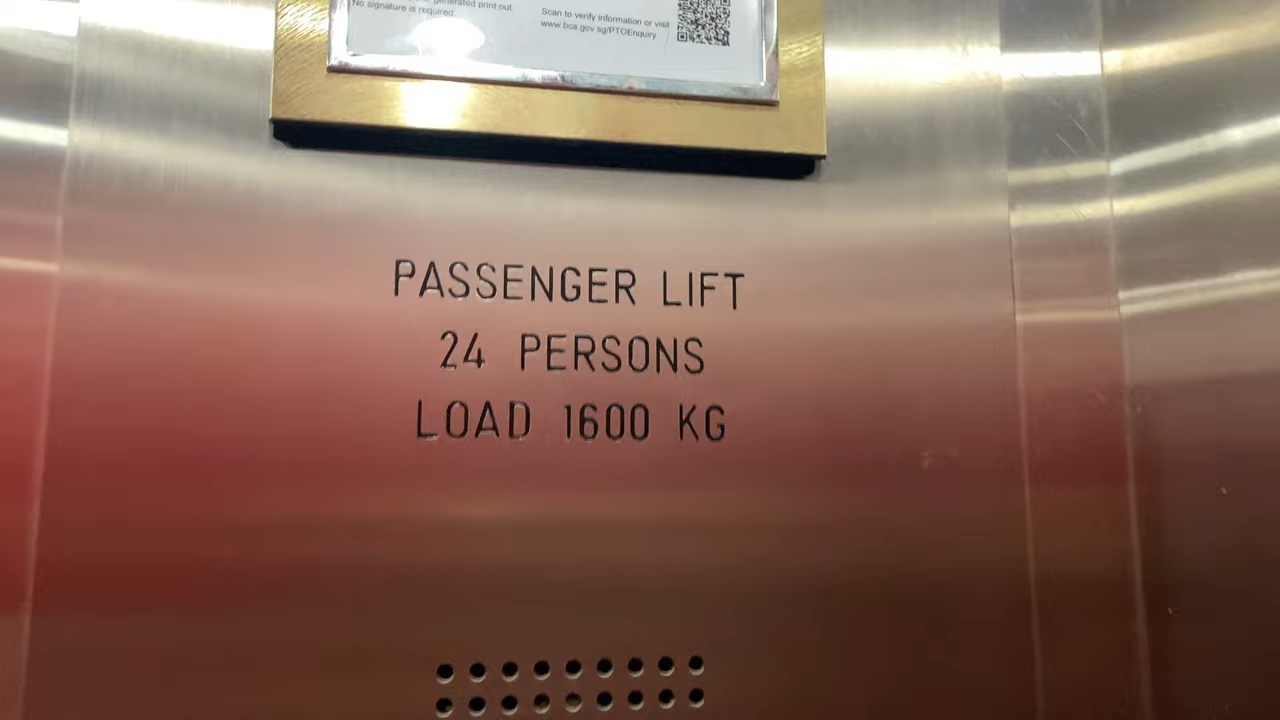 generated print out.
No signature is required.
Scan to verify information or visit
www.bca.gov.sg/PTOEnquiry
PASSENGER LIFT
24 PERSONS
LOAD 1600 KG